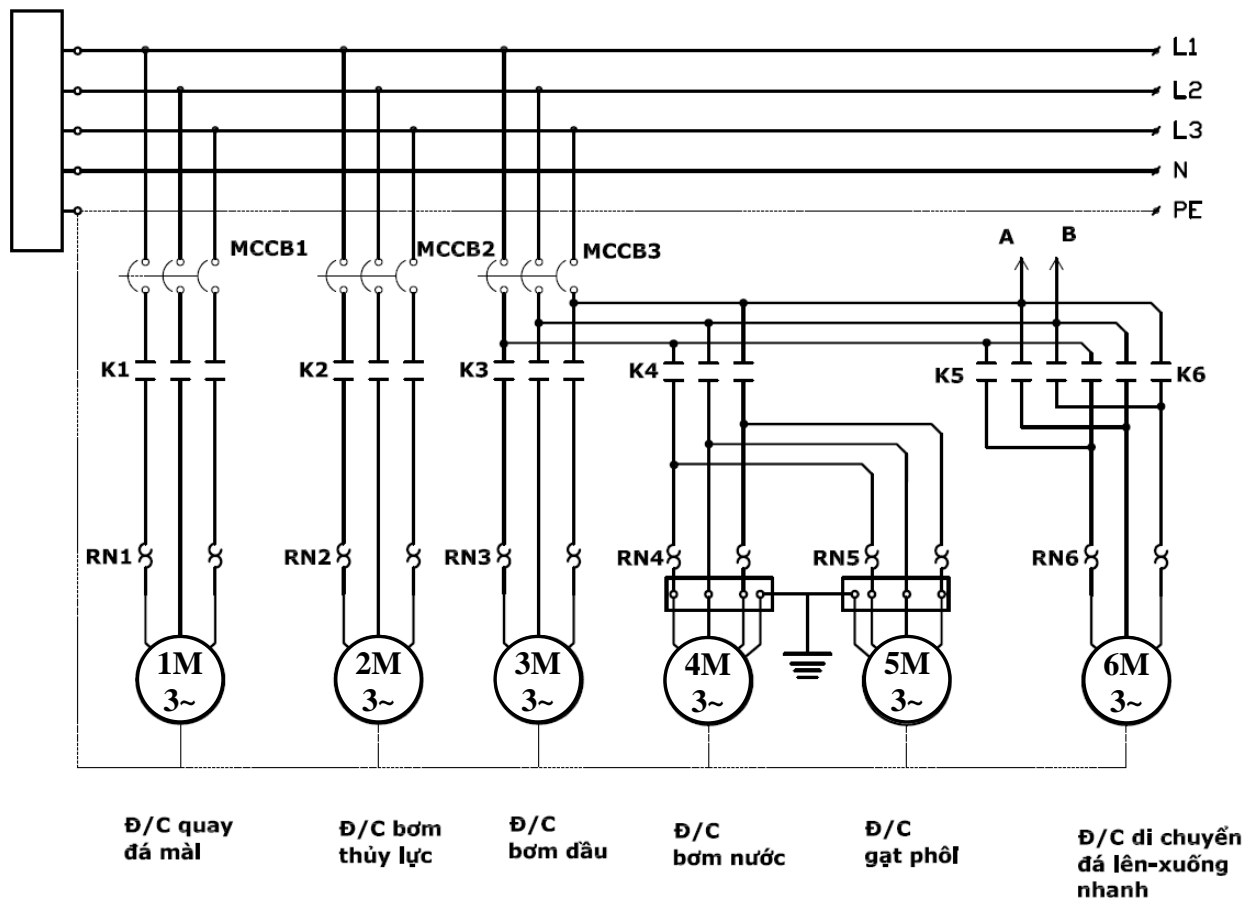 L1
L2
L3
N
PE
A
B
MCCB1
MCCB2
MCCB3
K1
K2
K3
K4
K5
K6
RN1
RN2
RN3
RN4
RN5
RN6
1M
3~
2M
3~
3M
3~
4M
3~
5M
3~
6M
3~
Đ/C quay
đá mài
Đ/C bơm
thủy lực
Đ/C
bơm dầu
Đ/C
bơm nước
Đ/C
gạt phôi
Đ/C di chuyển
đá lên-xuống
nhanh